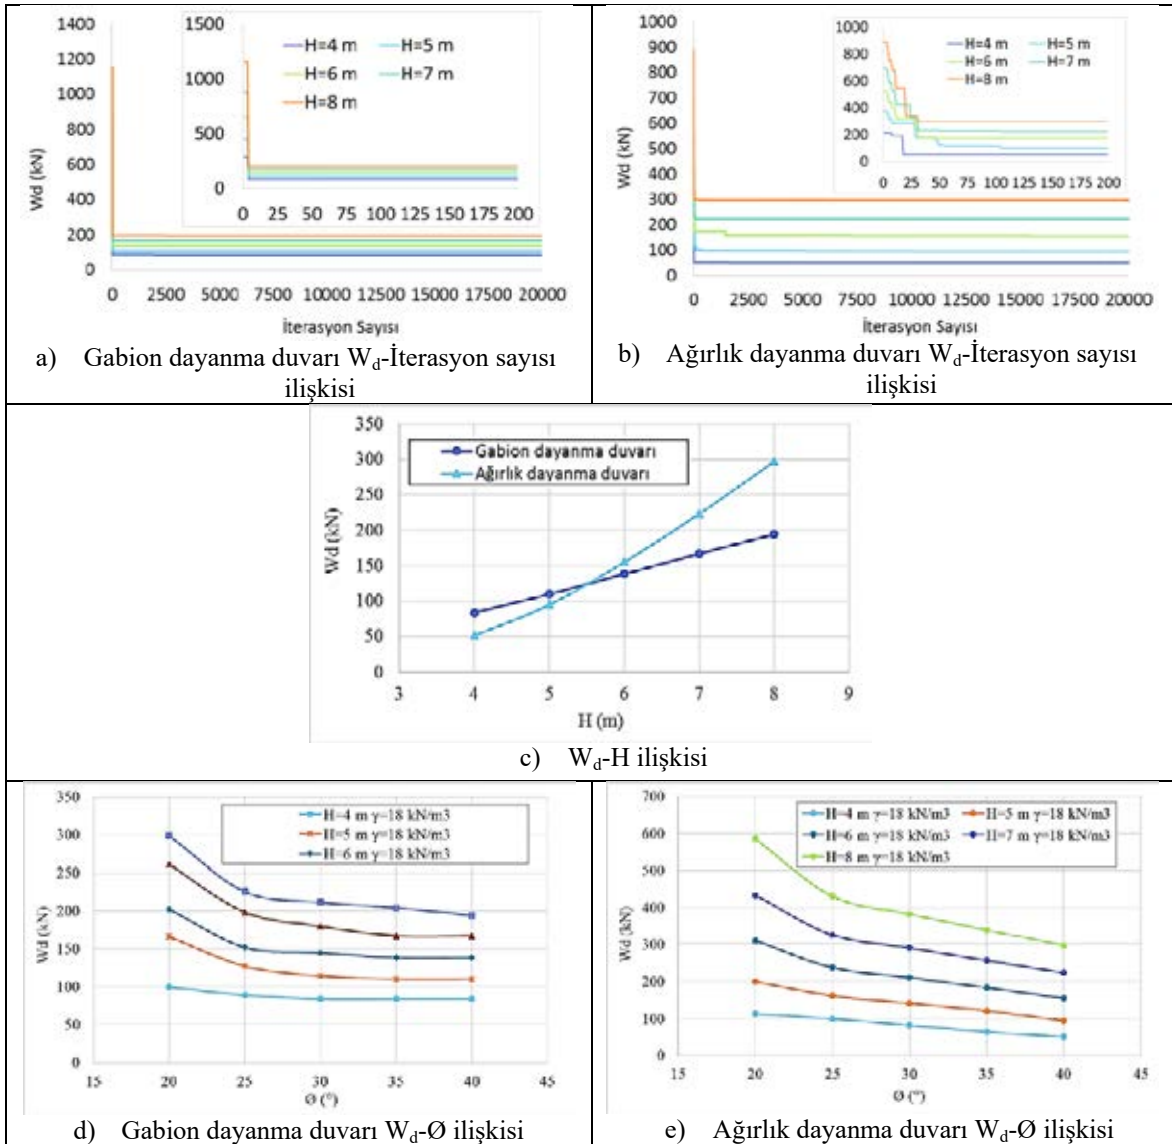 1400
1200
1000
800
600
400
200
0
Wd (kN)
1500
1000
500
0
H=4 m H=5 m
H=6 m H=7 m
H=8 m
0 25 50 75 100 125 150 175 200
0 2500 5000 7500 10000 12500 15000 17500 20000
İterasyon Sayısı
a) Gabion dayanma duvarı Wd-İterasyon sayısı
ilişkisi
1000
900
800
700
600
500
400
300
200
100
0
Wd (kN)
1000
800
600
400
200
0
H=4 m H=5 m
H=6 m H=7 m
H=8 m
0 25 50 75 100 125 150 175 200
0 2500 5000 7500 10000 12500 15000 17500 20000
İterasyon Sayısı
b) Ağırlık dayanma duvarı Wd-İterasyon sayısı
ilişkisi
350
300
250
200
150
100
50
0
Wd (kN)
Gabion dayanma duvarı
Ağırlık dayanma duvarı
3 4 5 6 7 8 9
H (m)
c) Wd-H ilişkisi
350
300
250
200
150
100
50
0
Wd (kN)
H=4 m γ=18 kN/m3
H=5 m γ=18 kN/m3
H=6 m γ=18 kN/m3
15 20 25 30 35 40 45
Ø (°)
d) Gabion dayanma duvarı Wd-Ø ilişkisi
700
600
500
400
300
200
100
0
Wd (kN)
H=4 m γ=18 kN/m3 H=5 m γ=18 kN/m3
H=6 m γ=18 kN/m3 H=7 m γ=18 kN/m3
H=8 m γ=18 kN/m3
15 20 25 30 35 40 45
Ø (°)
e) Ağırlık dayanma duvarı Wd-Ø ilişkisi